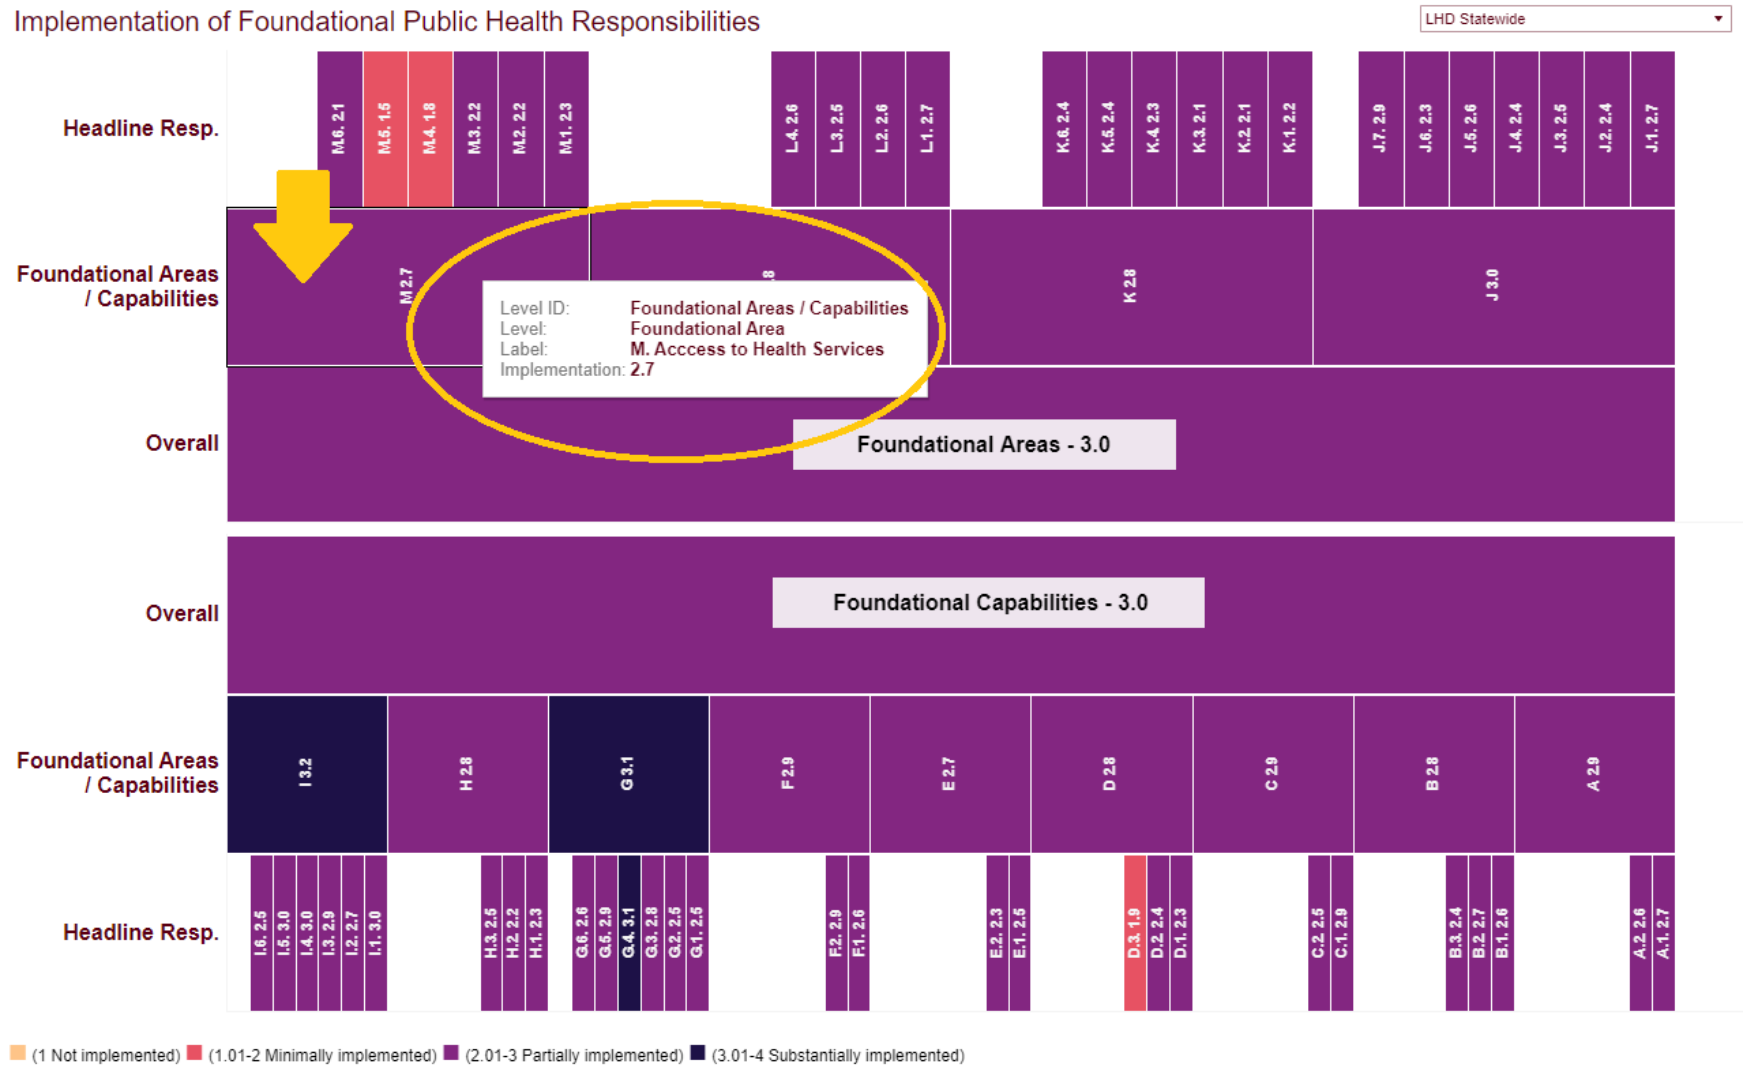 Implementation of Foundational Public Health Responsibilities
LHD Statewide
Headline Resp.
M.6. 2.1
M.5. 1.5
M.4. 1.8
M.3. 2.2
M.2. 2.2
M.1. 2.3
L.4. 2.6
L.3. 2.5
L.2. 2.6
L.1. 2.7
K.6. 2.4
K.5. 2.4
K.4. 2.3
K.3. 2.1
K.2. 2.1
K.1. 2.2
J.7. 2.9
J.6. 2.3
J.5. 2.6
J.4. 2.4
J.3. 2.5
J.2. 2.4
J.1. 2.7
Foundational Areas
/ Capabilities
M 2.7
.8
K 2.8
J 3.0
Level ID: Foundational Areas / Capabilities
Level: Foundational Area
Label: M. Acccess to Health Services
Implementation: 2.7
Overall
Foundational Areas - 3.0
Overall
Foundational Capabilities - 3.0
Foundational Areas
/ Capabilities
I 3.2
H 2.8
G 3.1
F 2.9
E 2.7
D 2.8
C 2.9
B 2.8
A 2.9
Headline Resp.
I.6. 2.5
I.5. 3.0
I.4. 3.0
I.3. 2.9
I.2. 2.7
I.1. 3.0
H.3. 2.5
H.2. 2.2
H.1. 2.3
G.6. 2.6
G.5. 2.9
G.4. 3.1
G.3. 2.8
G.2. 2.5
G.1. 2.5
F.2. 2.9
F.1. 2.6
E.2. 2.3
E.1. 2.5
D.3. 1.9
D.2. 2.4
D.1. 2.3
C.2. 2.5
C.1. 2.9
B.3. 2.4
B.2. 2.7
B.1. 2.6
A.2. 2.6
A.1. 2.7
(1 Not implemented) (1.01-2 Minimally implemented) (2.01-3 Partially implemented) (3.01-4 Substantially implemented)